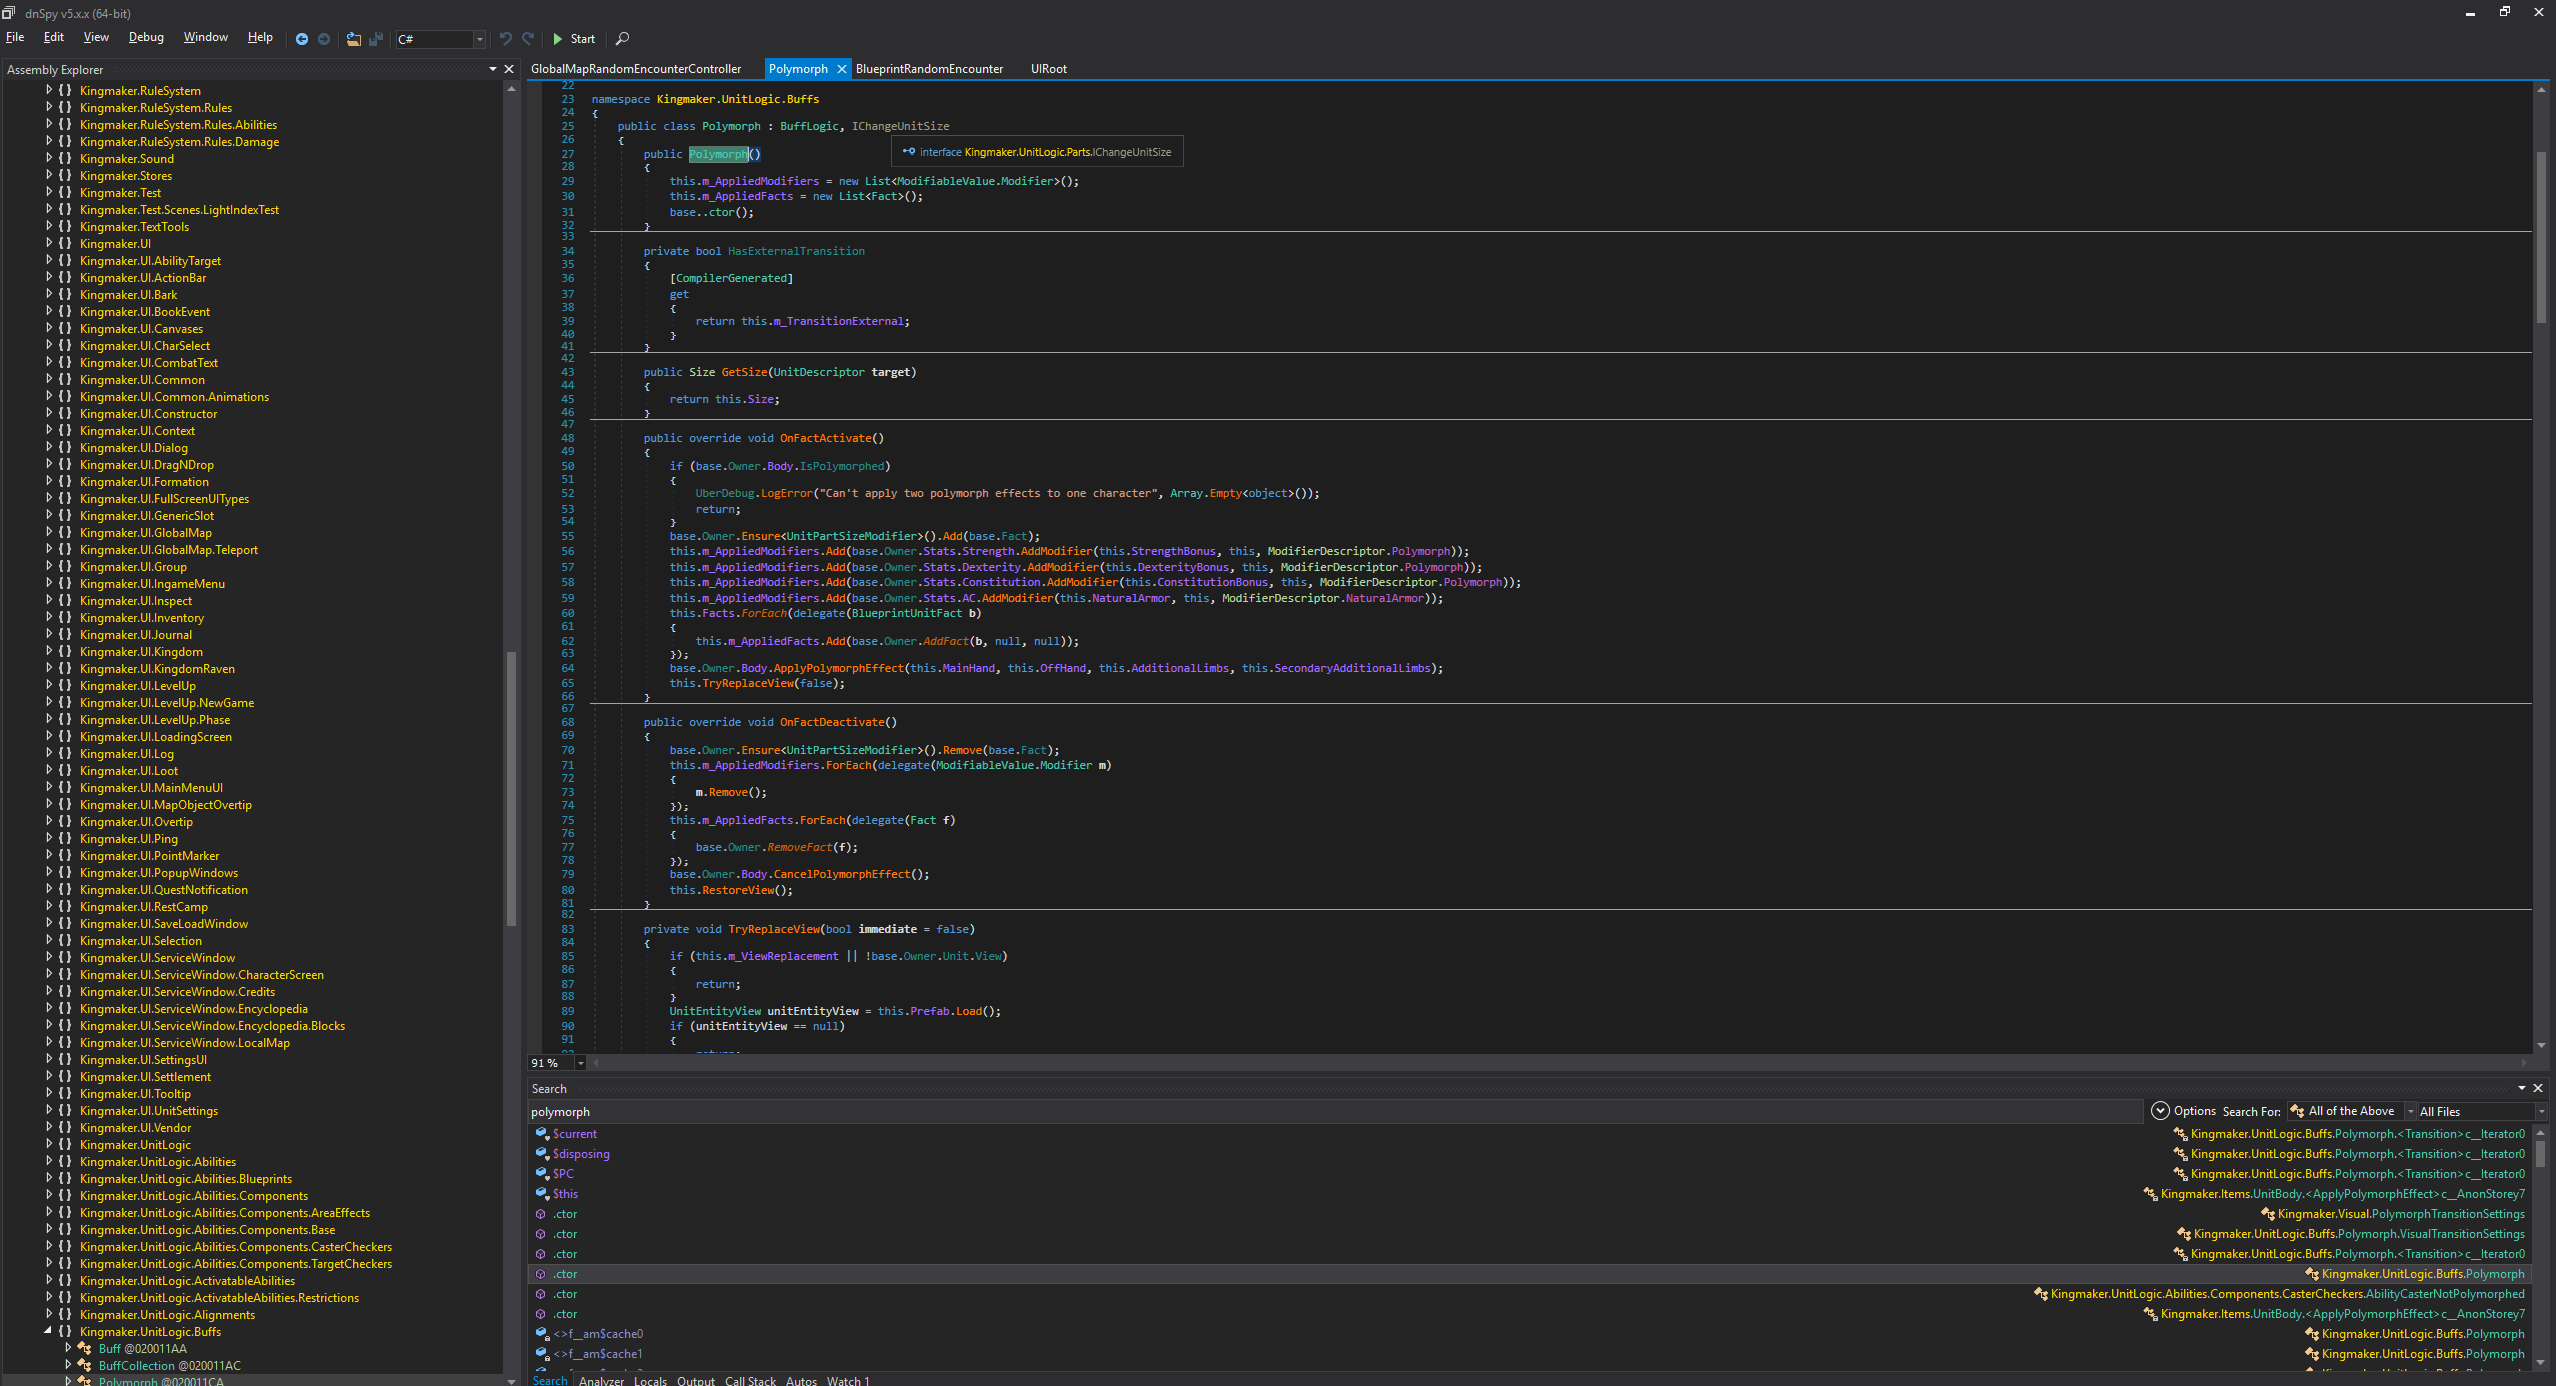 dnSpy v5.x.x (64-bit)
File Edit View Debug Window Help C# Start
Assembly Explorer
Kingmaker.RuleSystem
Kingmaker.RuleSystem.Rules
Kingmaker.RuleSystem.Rules.Abilities
Kingmaker.RuleSystem.Rules.Damage
Kingmaker.Sound
Kingmaker.Stores
Kingmaker.Test
Kingmaker.Test.Scenes.LightIndexTest
Kingmaker.TextTools
Kingmaker.UI
Kingmaker.UI.AbilityTarget
Kingmaker.UI.ActionBar
Kingmaker.UI.Bark
Kingmaker.UI.BookEvent
Kingmaker.UI.Canvases
Kingmaker.UI.CharSelect
Kingmaker.UI.CombatText
Kingmaker.UI.Common
Kingmaker.UI.Common.Animations
Kingmaker.UI.Constructor
Kingmaker.UI.Context
Kingmaker.UI.Dialog
Kingmaker.UI.DragNDrop
Kingmaker.UI.Formation
Kingmaker.UI.FullScreenUITypes
Kingmaker.UI.GenericSlot
Kingmaker.UI.GlobalMap
Kingmaker.UI.GlobalMap.Teleport
Kingmaker.UI.Group
Kingmaker.UI.IngameMenu
Kingmaker.UI.Inspect
Kingmaker.UI.Inventory
Kingmaker.UI.Journal
Kingmaker.UI.Kingdom
Kingmaker.UI.KingdomRaven
Kingmaker.UI.LevelUp
Kingmaker.UI.LevelUp.NewGame
Kingmaker.UI.LevelUp.Phase
Kingmaker.UI.LoadingScreen
Kingmaker.UI.Log
Kingmaker.UI.Loot
Kingmaker.UI.MainMenuUI
Kingmaker.UI.MapObjectOvertip
Kingmaker.UI.Overtip
Kingmaker.UI.Ping
Kingmaker.UI.PointMarker
Kingmaker.UI.PopupWindows
Kingmaker.UI.QuestNotification
Kingmaker.UI.RestCamp
Kingmaker.UI.SaveLoadWindow
Kingmaker.UI.Selection
Kingmaker.UI.ServiceWindow
Kingmaker.UI.ServiceWindow.CharacterScreen
Kingmaker.UI.ServiceWindow.Credits
Kingmaker.UI.ServiceWindow.Encyclopedia
Kingmaker.UI.ServiceWindow.Encyclopedia.Blocks
Kingmaker.UI.ServiceWindow.LocalMap
Kingmaker.UI.SettingsUI
Kingmaker.UI.Settlement
Kingmaker.UI.Tooltip
Kingmaker.UI.UnitSettings
Kingmaker.UI.Vendor
Kingmaker.UnitLogic
Kingmaker.UnitLogic.Abilities
Kingmaker.UnitLogic.Abilities.Blueprints
Kingmaker.UnitLogic.Abilities.Components
Kingmaker.UnitLogic.Abilities.Components.AreaEffects
Kingmaker.UnitLogic.Abilities.Components.Base
Kingmaker.UnitLogic.Abilities.Components.CasterCheckers
Kingmaker.UnitLogic.Abilities.Components.TargetCheckers
Kingmaker.UnitLogic.ActivatableAbilities
Kingmaker.UnitLogic.ActivatableAbilities.Restrictions
Kingmaker.UnitLogic.Alignments
Kingmaker.UnitLogic.Buffs
Buff @020011AA
BuffCollection @020011AC
Polymorph @020011CA
GlobalMapRandomEncounterController Polymorph BlueprintRandomEncounter UIRoot
22
23 namespace Kingmaker.UnitLogic.Buffs
24 {
25 public class Polymorph : BuffLogic, IChangeUnitSize
26 {
interface Kingmaker.UnitLogic.Parts.IChangeUnitSize
27 public Polymorph()
28 {
29 this.m_AppliedModifiers = new List<ModifiableValue.Modifier>();
30 this.m_AppliedFacts = new List<Fact>();
31 base..ctor();
32 }
33
34 private bool HasExternalTransition
35 {
36 [CompilerGenerated]
37 get
38 {
39 return this.m_TransitionExternal;
40 }
41 }
42
43 public Size GetSize(UnitDescriptor target)
44 {
45 return this.Size;
46 }
47
48 public override void OnFactActivate()
49 {
50 if (base.Owner.Body.IsPolymorphed)
51 {
52 UberDebug.LogError("Can't apply two polymorph effects to one character", Array.Empty<object>());
53 return;
54 }
55 base.Owner.Ensure<UnitPartSizeModifier>().Add(base.Fact);
56 this.m_AppliedModifiers.Add(base.Owner.Stats.Strength.AddModifier(this.StrengthBonus, this, ModifierDescriptor.Polymorph));
57 this.m_AppliedModifiers.Add(base.Owner.Stats.Dexterity.AddModifier(this.DexterityBonus, this, ModifierDescriptor.Polymorph));
58 this.m_AppliedModifiers.Add(base.Owner.Stats.Constitution.AddModifier(this.ConstitutionBonus, this, ModifierDescriptor.Polymorph));
59 this.m_AppliedModifiers.Add(base.Owner.Stats.AC.AddModifier(this.NaturalArmor, this, ModifierDescriptor.NaturalArmor));
60 this.Facts.ForEach(delegate(BlueprintUnitFact b)
61 {
62 this.m_AppliedFacts.Add(base.Owner.AddFact(b, null, null));
63 });
64 base.Owner.Body.ApplyPolymorphEffect(this.MainHand, this.OffHand, this.AdditionalLimbs, this.SecondaryAdditionalLimbs);
65 this.TryReplaceView(false);
66 }
67
68 public override void OnFactDeactivate()
69 {
70 base.Owner.Ensure<UnitPartSizeModifier>().Remove(base.Fact);
71 this.m_AppliedModifiers.ForEach(delegate(ModifiableValue.Modifier m)
72 {
73 m.Remove();
74 });
75 this.m_AppliedFacts.ForEach(delegate(Fact f)
76 {
77 base.Owner.RemoveFact(f);
78 });
79 base.Owner.Body.CancelPolymorphEffect();
80 this.RestoreView();
81 }
82
83 private void TryReplaceView(bool immediate = false)
84 {
85 if (this.m_ViewReplacement || !base.Owner.Unit.View)
86 {
87 return;
88 }
89 UnitEntityView unitEntityView = this.Prefab.Load();
90 if (unitEntityView == null)
91 {
91 %
Search
polymorph
Options Search For: All of the Above All Files
$current Kingmaker.UnitLogic.Buffs.Polymorph.<Transition>c__Iterator0
$disposing Kingmaker.UnitLogic.Buffs.Polymorph.<Transition>c__Iterator0
$PC Kingmaker.UnitLogic.Buffs.Polymorph.<Transition>c__Iterator0
$this Kingmaker.Items.UnitBody.<ApplyPolymorphEffect>c__AnonStorey7
.ctor Kingmaker.Visual.PolymorphTransitionSettings
.ctor Kingmaker.UnitLogic.Buffs.Polymorph.VisualTransitionSettings
.ctor Kingmaker.UnitLogic.Buffs.Polymorph.<Transition>c__Iterator0
.ctor Kingmaker.UnitLogic.Buffs.Polymorph
.ctor Kingmaker.UnitLogic.Abilities.Components.CasterCheckers.AbilityCasterNotPolymorphed
.ctor Kingmaker.Items.UnitBody.<ApplyPolymorphEffect>c__AnonStorey7
<>f__am$cache0 Kingmaker.UnitLogic.Buffs.Polymorph
<>f__am$cache1 Kingmaker.UnitLogic.Buffs.Polymorph
Search Analyzer Locals Output Call Stack Autos Watch 1